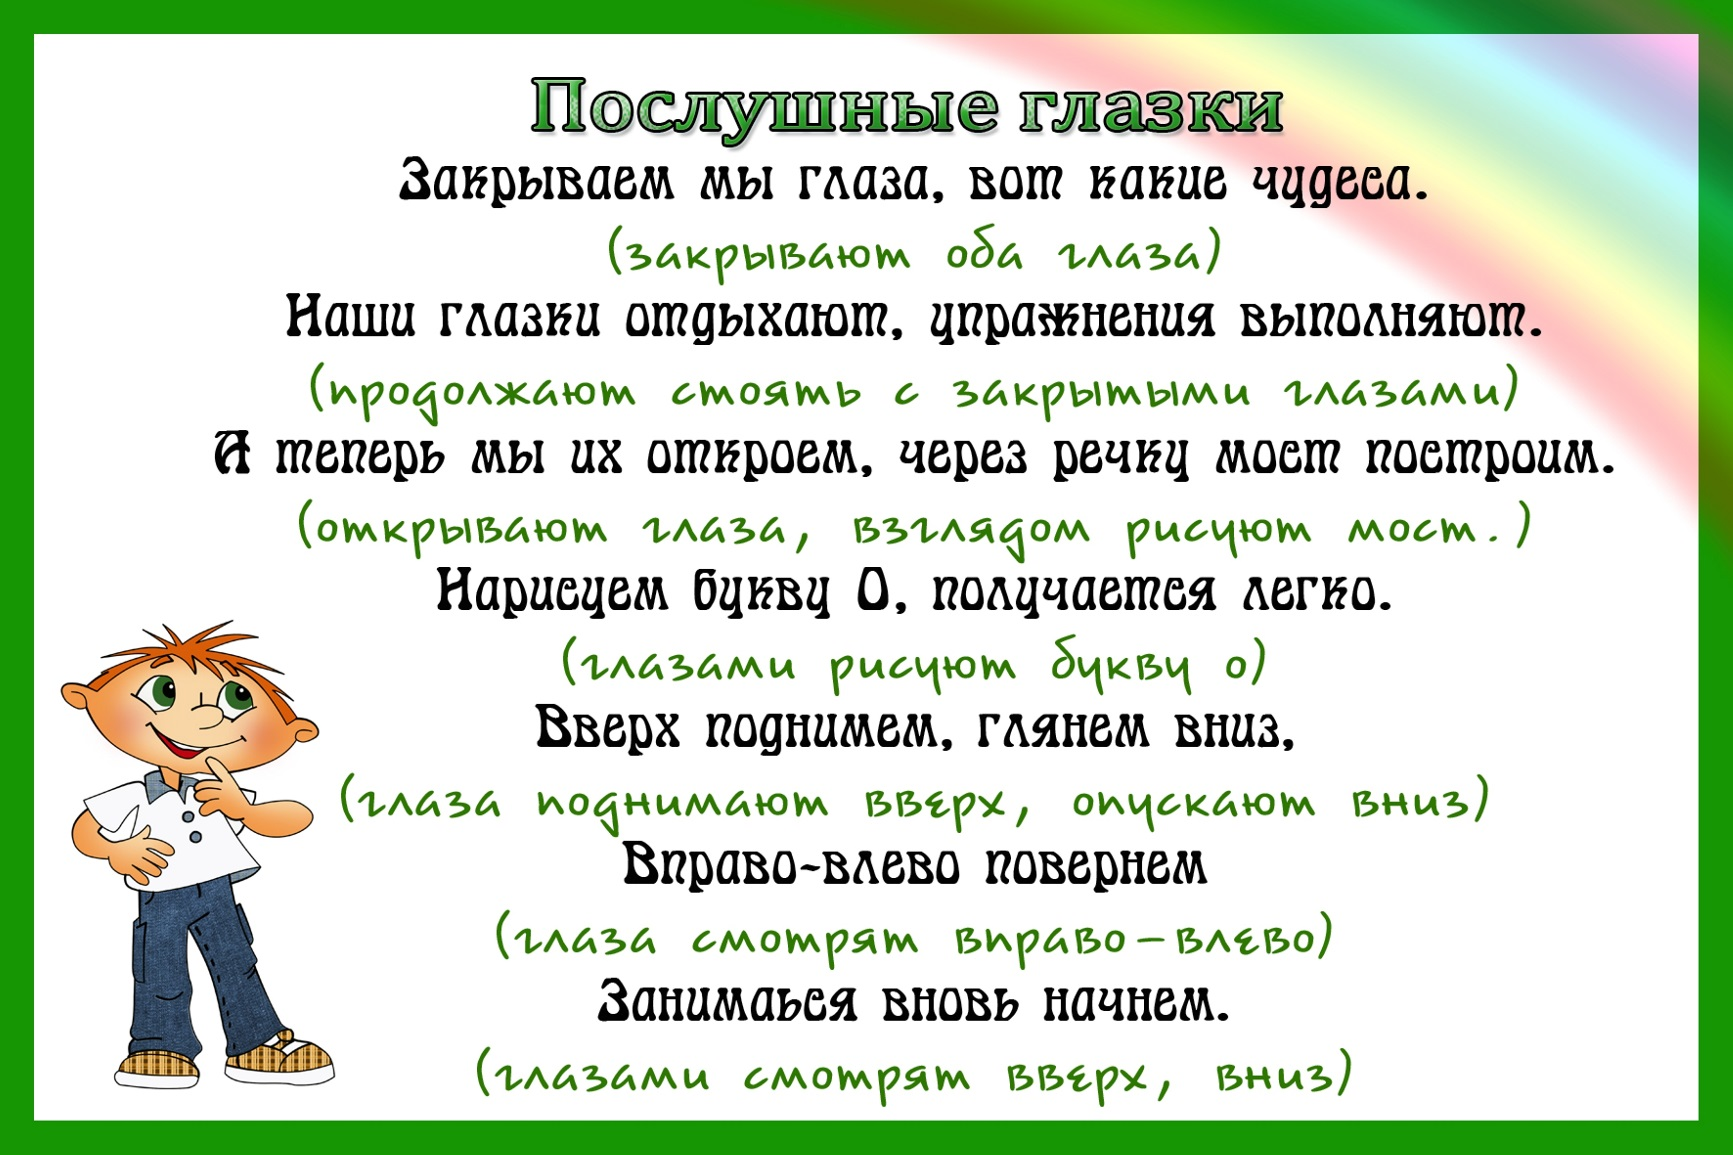 Послушные глазки
Закрываем мы глаза, вот какие чудеса.
(закрывают оба глаза)
Наши глазки отдыхают, упражнения выполняют.
(продолжают стоять с закрытыми глазами)
А теперь мы их откроем, через речку мост построим.
(открывают глаза, взглядом рисуют мост.)
Нарисуем букву О, получается легко.
(глазами рисуют букву о)
Вверх поднимем, глянем вниз,
(глаза поднимают вверх, опускают вниз)
Вправо-влево повернем
(глаза смотрят вправо-влево)
Занимаься вновь начнем.
(глазами смотрят вверх, вниз)